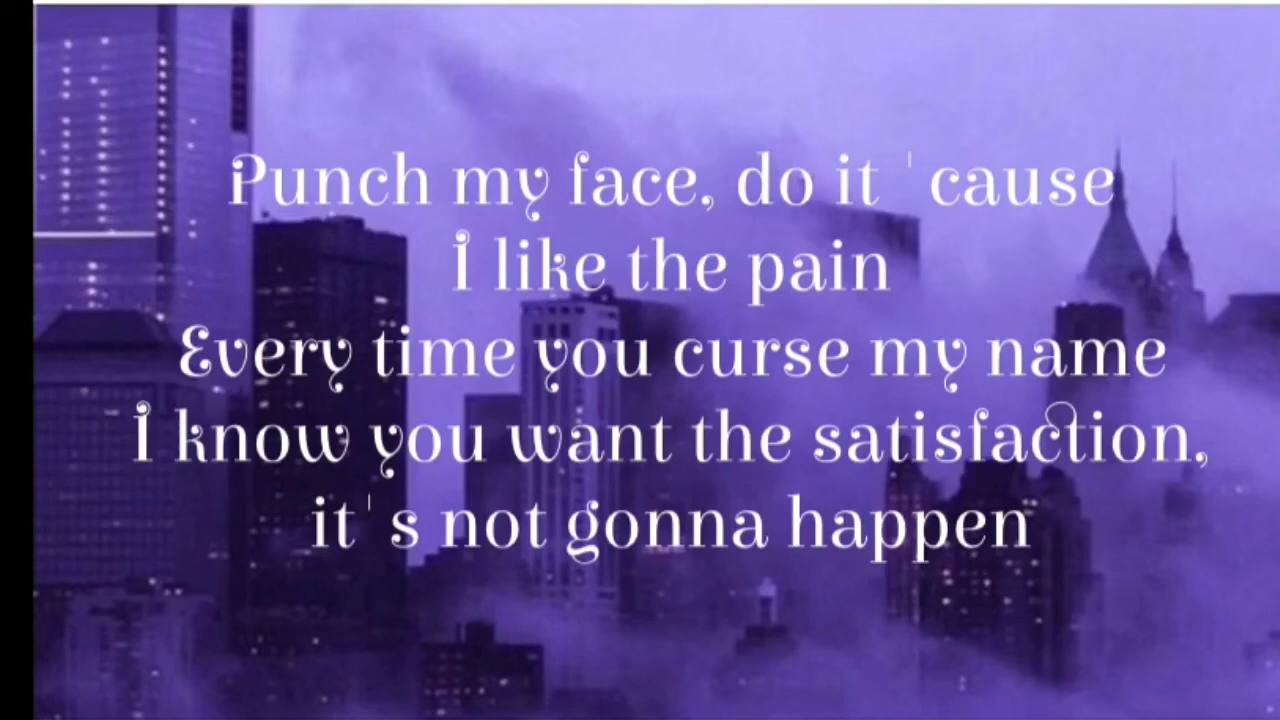 Punch my face, do it 'cause
I like the pain
Every time you curse my name
I know you want the satisfaction,
it's not gonna happen